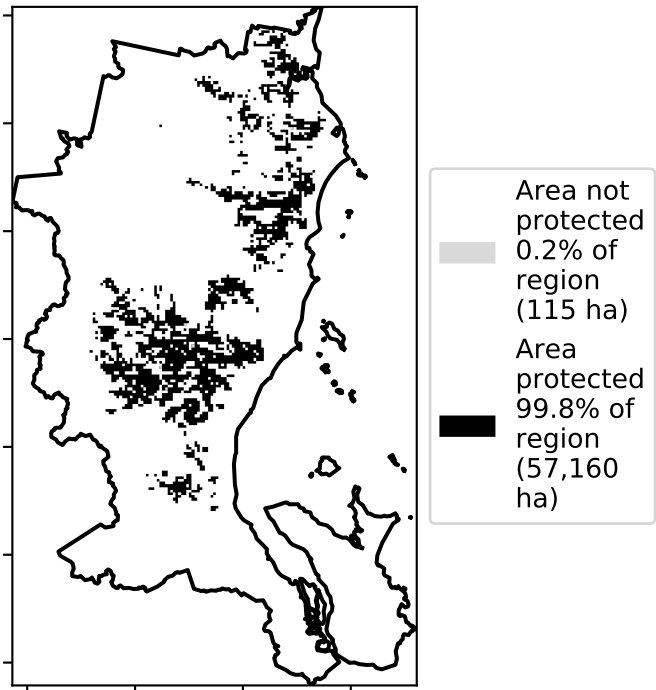 Area not
protected
0.2% of
region
(115 ha)
Area
protected
99.8% of
region
(57,160
ha)